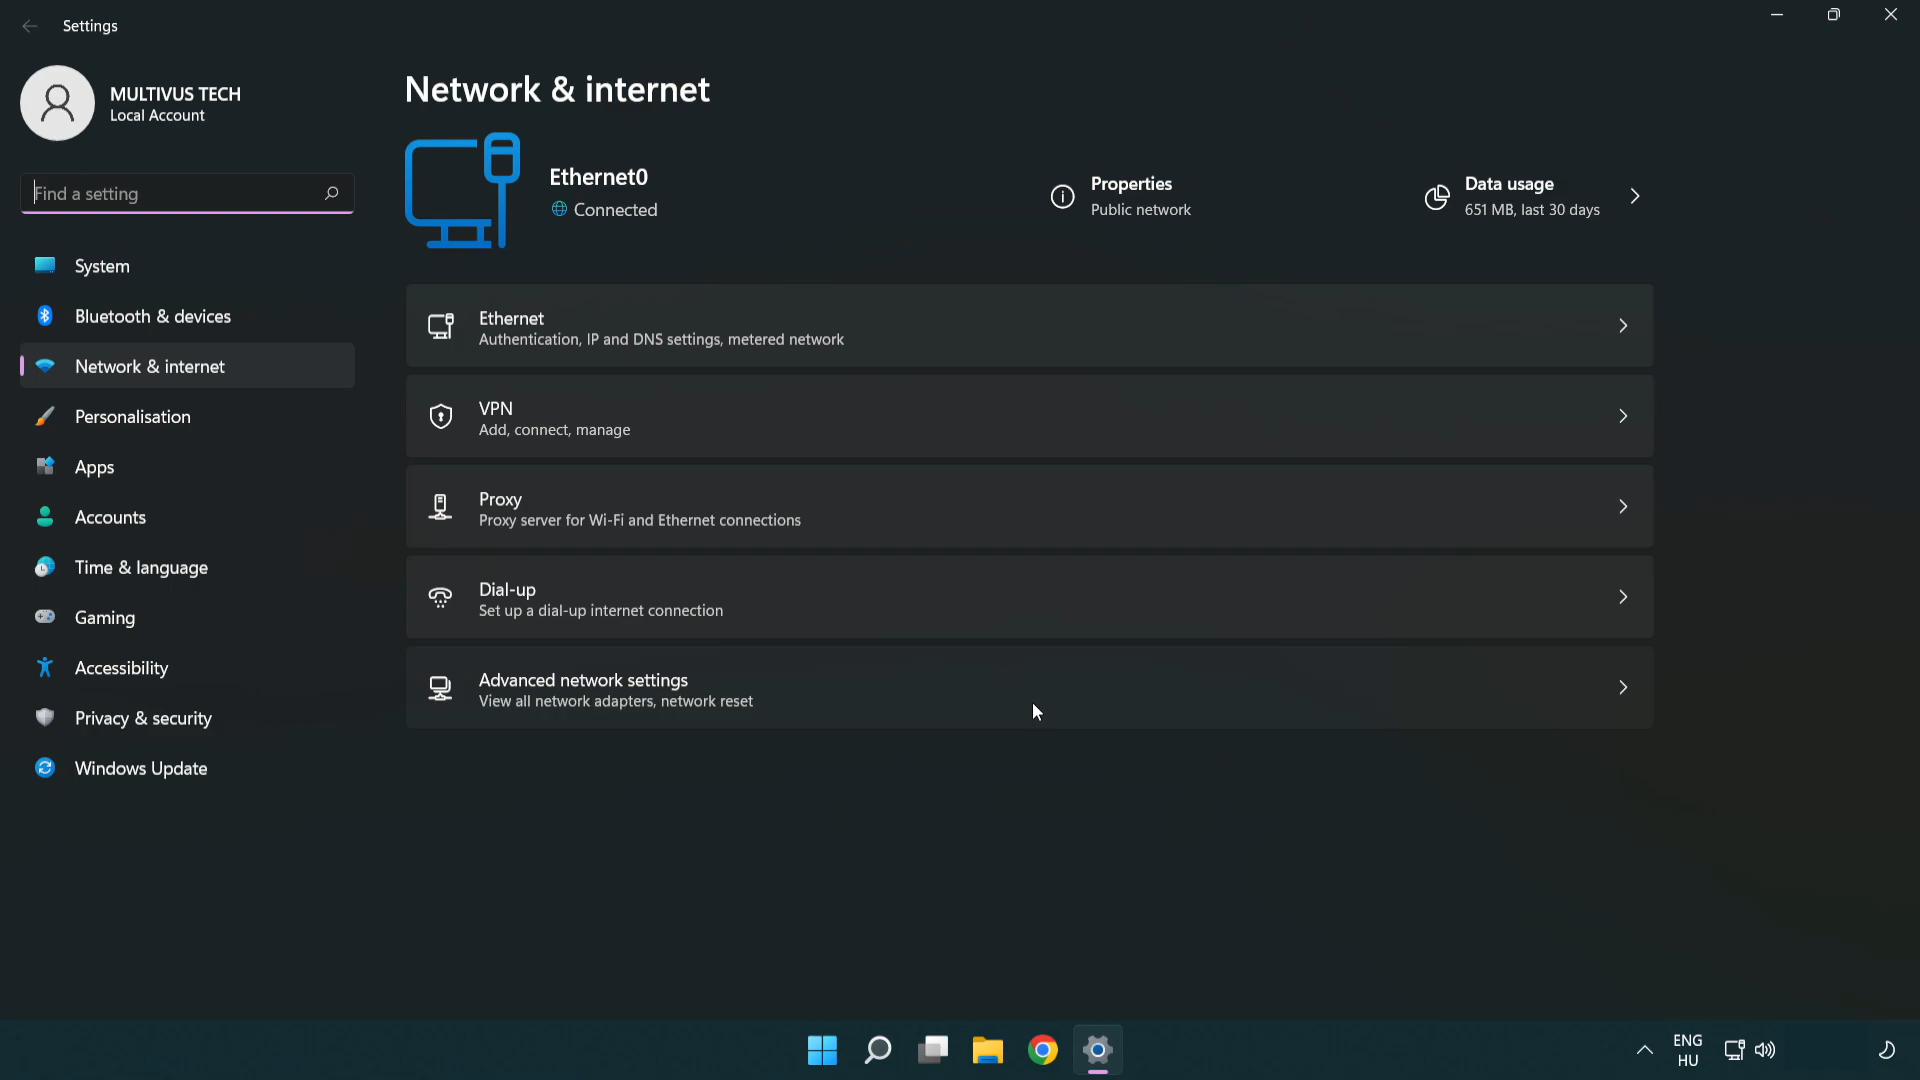 Settings
MULTIVUS TECH
Local Account
Find a setting
System
Bluetooth & devices
Network & internet
Personalisation
Apps
Accounts
Time & language
Gaming
Accessibility
Privacy & security
Windows Update
Network & internet
Ethernet0
Connected
Properties
Public network
Data usage
651 MB, last 30 days
Ethernet
Authentication, IP and DNS settings, metered network
VPN
Add, connect, manage
Proxy
Proxy server for Wi-Fi and Ethernet connections
Dial-up
Set up a dial-up internet connection
Advanced network settings
View all network adapters, network reset
ENG
HU